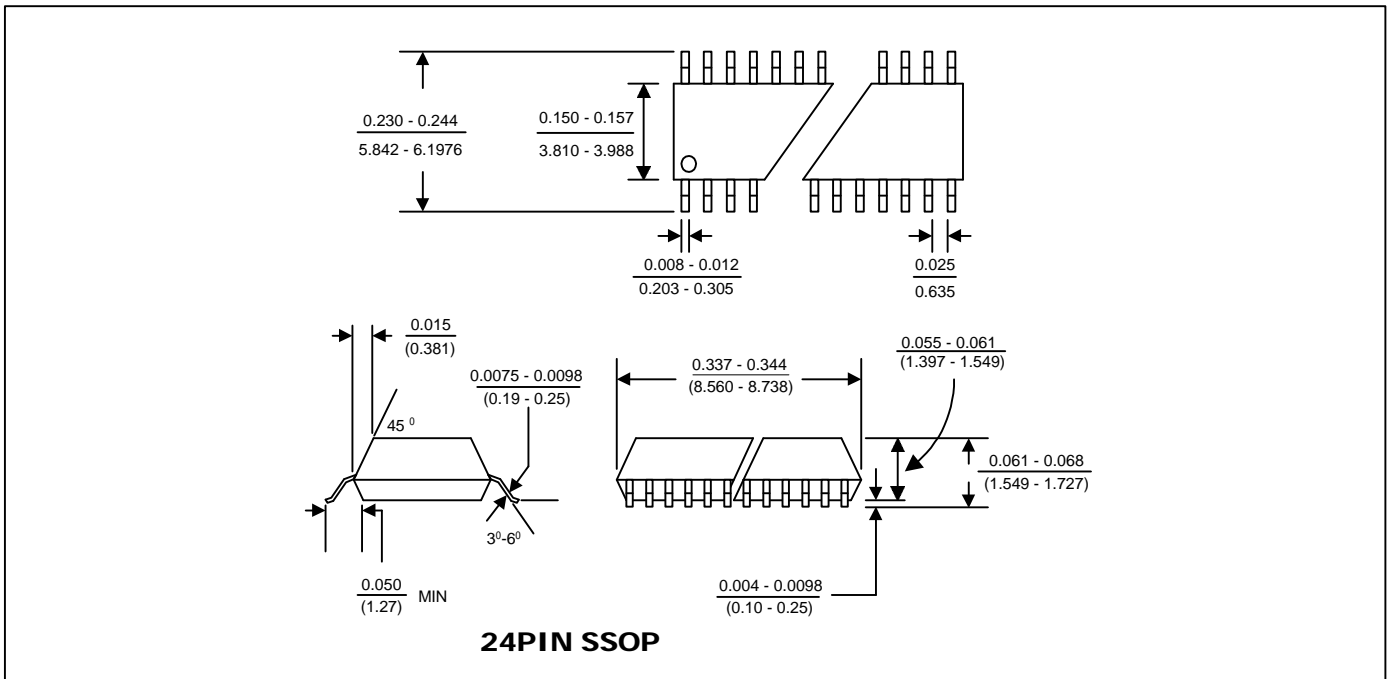 0.230 - 0.244
5.842 - 6.1976
0.150 - 0.157
3.810 - 3.988
0.008 - 0.012
0.203 - 0.305
0.025
0.635
0.015
(0.381)
45 ⁰
0.0075 - 0.0098
(0.19 - 0.25)
3⁰-6⁰
0.050
(1.27) MIN
0.337 - 0.344
(8.560 - 8.738)
0.055 - 0.061
(1.397 - 1.549)
0.061 - 0.068
(1.549 - 1.727)
0.004 - 0.0098
(0.10 - 0.25)
24PIN SSOP